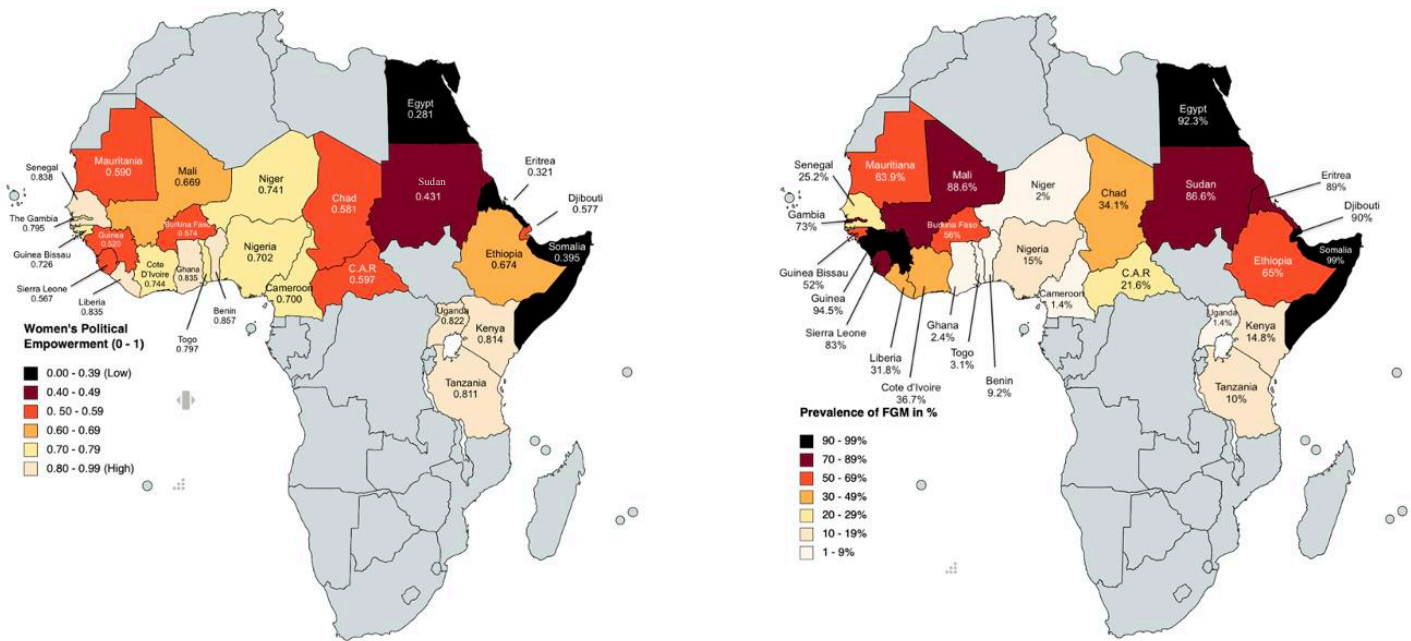 Egypt
0.281
Mauritania
0.590
Mali
0.669
Niger
0.741
Chad
0.581
Sudan
0.431
Eritrea
0.321
Djibouti
0.577
Senegal
0.838
The Gambia
0.795
Guinea Bissau
0.726
Guinea
0.520
Sierra Leone
0.567
Liberia
0.835
Cote
D'Ivoire
0.744
Burkina Faso
0.574
Ghana
0.835
Togo
0.797
Benin
0.857
Nigeria
0.702
Cameroon
0.700
C.A.R
0.597
Ethiopia
0.674
Somalia
0.395
Uganda
0.822
Kenya
0.814
Tanzania
0.811
Women's Political
Empowerment (0 - 1)
0.00 - 0.39 (Low)
0.40 - 0.49
0. 50 - 0.59
0.60 - 0.69
0.70 - 0.79
0.80 - 0.99 (High)
Egypt
92.3%
Mauritiana
63.9%
Mali
88.6%
Niger
2%
Chad
34.1%
Sudan
86.6%
Eritrea
89%
Djibouti
90%
Senegal
25.2%
Gambia
73%
Guinea Bissau
52%
Guinea
94.5%
Sierra Leone
83%
Liberia
31.8%
Cote d'Ivoire
36.7%
Burkina Faso
56%
Ghana
2.4%
Togo
3.1%
Benin
9.2%
Nigeria
15%
Cameroon
1.4%
C.A.R
21.6%
Ethiopia
65%
Somalia
99%
Uganda
1.4%
Kenya
14.8%
Tanzania
10%
Prevalence of FGM in %
90 - 99%
70 - 89%
50 - 69%
30 - 49%
20 - 29%
10 - 19%
1 - 9%